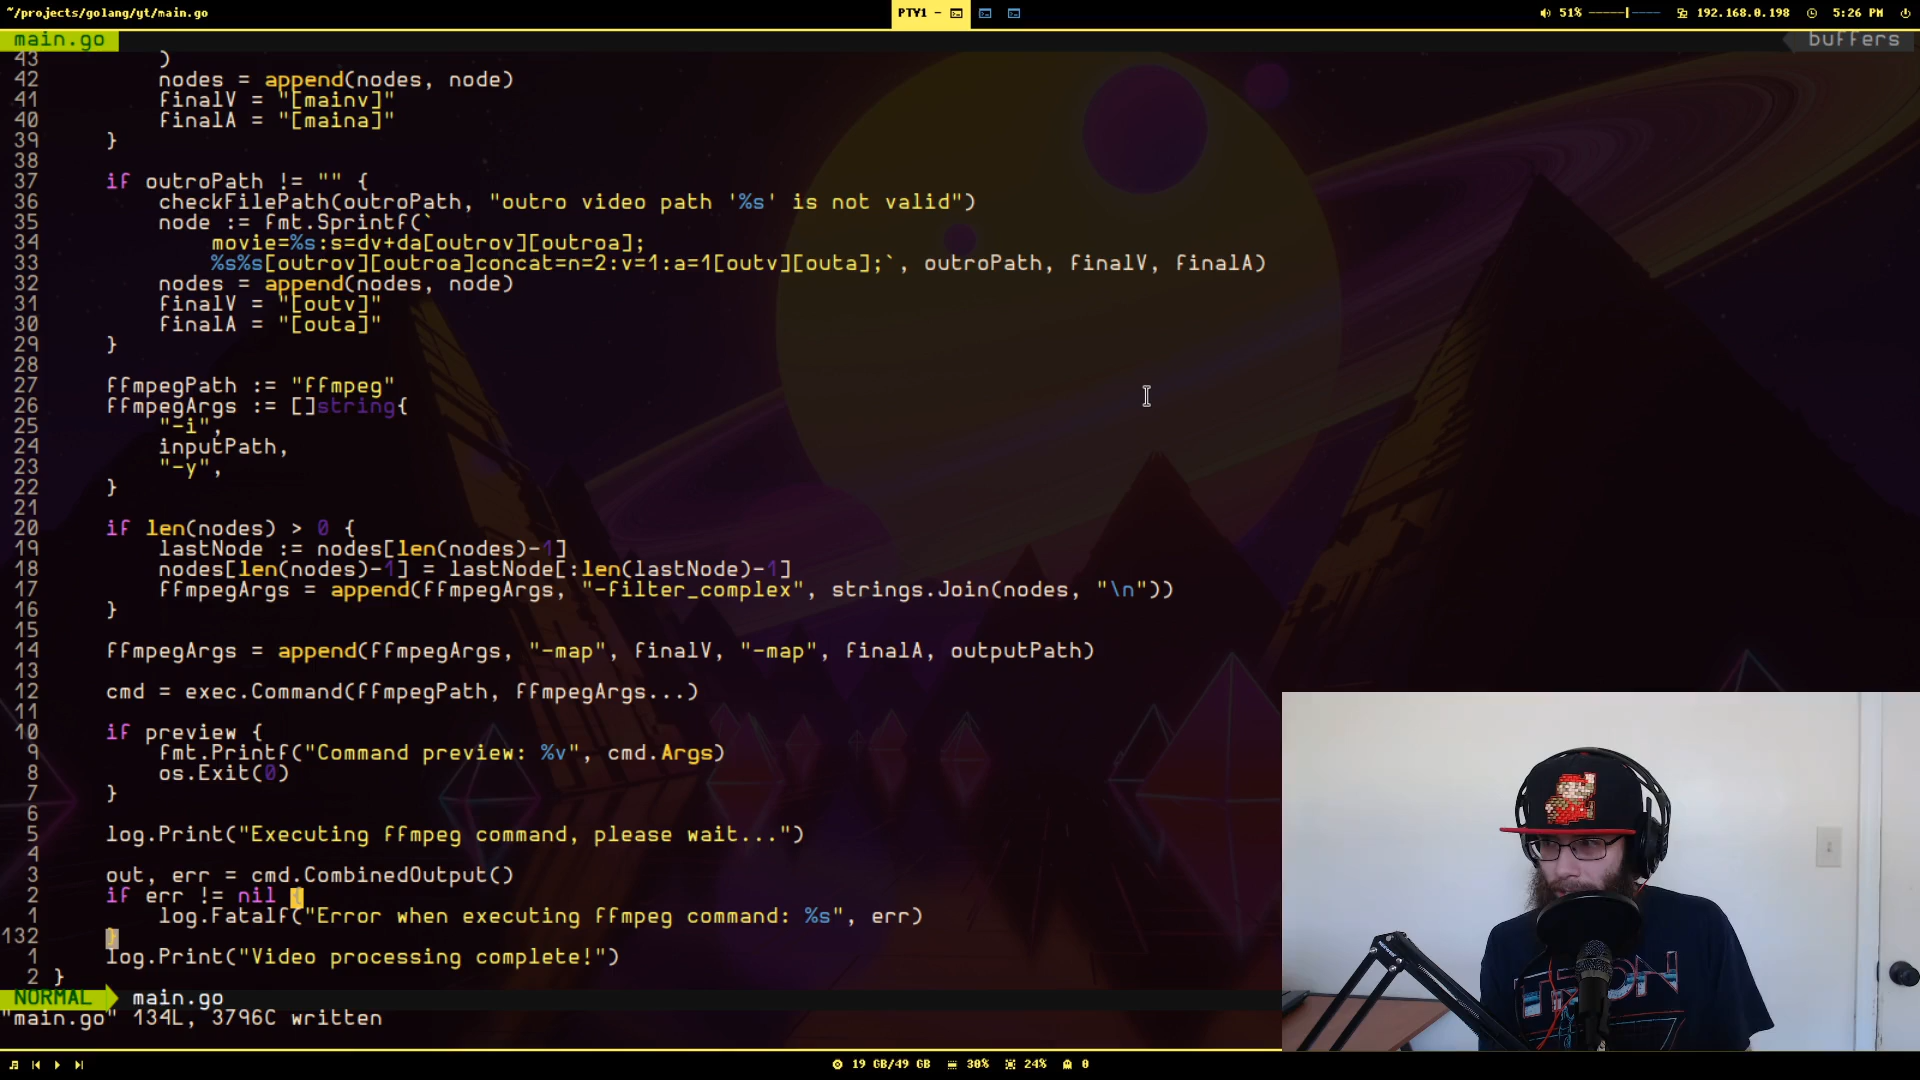 ~/projects/golang/yt/main.go
PTY1 -
51%
192.168.0.198
5:26 PM
main.go
buffers
43 )
42 nodes = append(nodes, node)
41 finalV = "[mainv]"
40 finalA = "[maina]"
39 }
38
37 if outroPath != "" {
36 checkFilePath(outroPath, "outro video path '%s' is not valid")
35 node := fmt.Sprintf(`
34 movie=%s:s=dv+da[outrov][outroa];
33 %s%s[outrov][outroa]concat=n=2:v=1:a=1[outv][outa];`, outroPath, finalV, finalA)
32 nodes = append(nodes, node)
31 finalV = "[outv]"
30 finalA = "[outa]"
29 }
28
27 ffmpegPath := "ffmpeg"
26 ffmpegArgs := []string{
25 "-i",
24 inputPath,
23 "-y",
22 }
21
20 if len(nodes) > 0 {
19 lastNode := nodes[len(nodes)-1]
18 nodes[len(nodes)-1] = lastNode[:len(lastNode)-1]
17 ffmpegArgs = append(ffmpegArgs, "-filter_complex", strings.Join(nodes, "\n"))
16 }
15
14 ffmpegArgs = append(ffmpegArgs, "-map", finalV, "-map", finalA, outputPath)
13
12 cmd = exec.Command(ffmpegPath, ffmpegArgs...)
11
10 if preview {
9 fmt.Printf("Command preview: %v", cmd.Args)
8 os.Exit(0)
7 }
6
5 log.Print("Executing ffmpeg command, please wait...")
4
3 out, err = cmd.CombinedOutput()
2 if err != nil {
1 log.Fatalf("Error when executing ffmpeg command: %s", err)
132 }
1 log.Print("Video processing complete!")
2 }
NORMAL main.go
"main.go" 134L, 3796C written
19 GB/49 GB
30%
24%
0